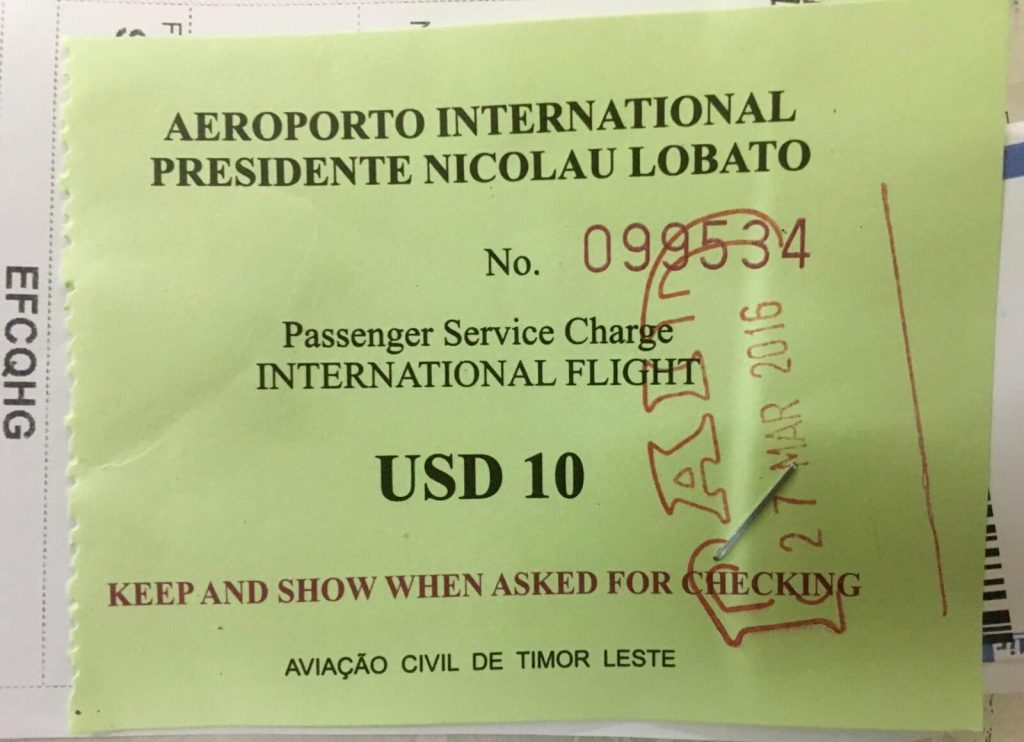 AEROPORTO INTERNATIONAL
PRESIDENTE NICOLAU LOBATO
No. 099534
Passenger Service Charge
INTERNATIONAL FLIGHT
USD 10
KEEP AND SHOW WHEN ASKED FOR CHECKING
AVIAÇÃO CIVIL DE TIMOR LESTE
PAID
27 MAR 2016
EFCQHG